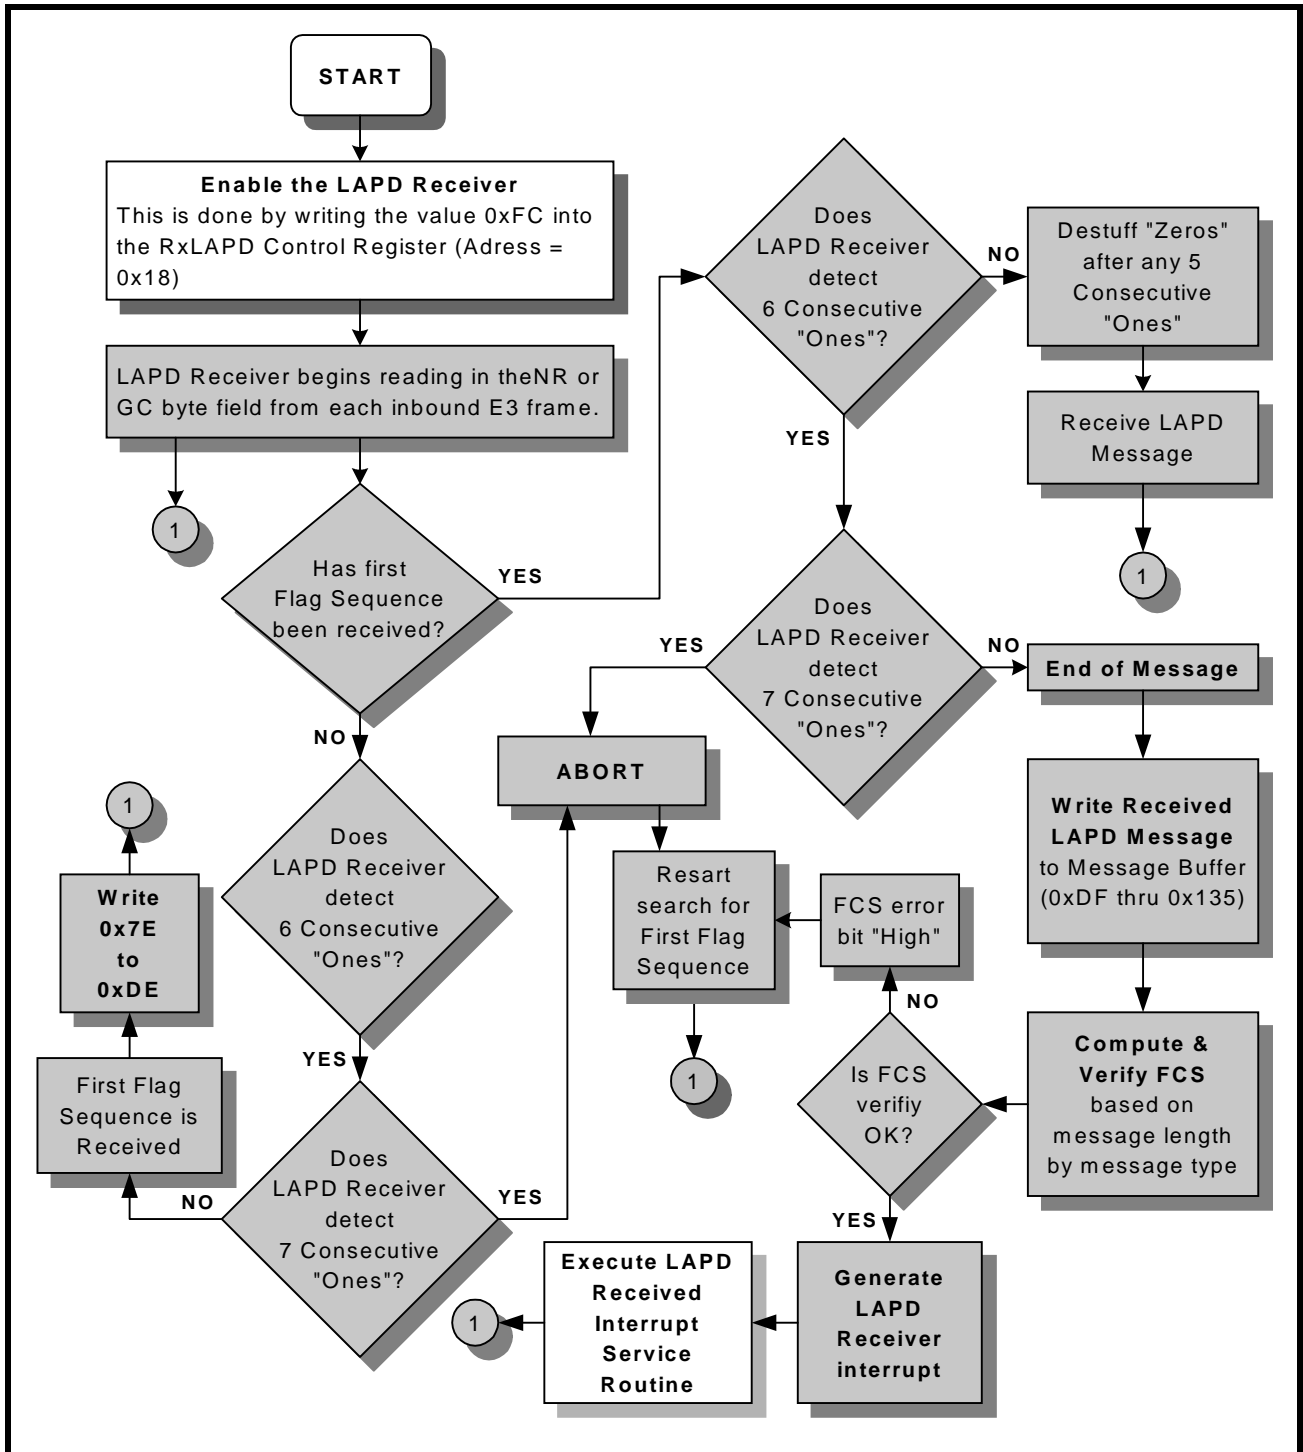 START
Enable the LAPD Receiver
This is done by writing the value 0xFC into
the RxLAPD Control Register (Adress =
0x18)
LAPD Receiver begins reading in theNR or
GC byte field from each inbound E3 frame.
1
Has first
Flag Sequence
been received?
YES
NO
Does
LAPD Receiver
detect
6 Consecutive
"Ones"?
NO
YES
Destuff "Zeros"
after any 5
Consecutive
"Ones"
Receive LAPD
Message
1
Does
LAPD Receiver
detect
7 Consecutive
"Ones"?
YES
NO
End of Message
Write Received
LAPD Message
to Message Buffer
(0xDF thru 0x135)
Compute &
Verify FCS
based on
message length
by message type
Is FCS
verifiy
OK?
NO
YES
FCS error
bit "High"
ABORT
Resart
search for
First Flag
Sequence
1
Does
LAPD Receiver
detect
6 Consecutive
"Ones"?
YES
Does
LAPD Receiver
detect
7 Consecutive
"Ones"?
YES
NO
First Flag
Sequence is
Received
Write
0x7E
to
0xDE
1
Generate
LAPD
Receiver
interrupt
Execute LAPD
Received
Interrupt
Service
Routine
1